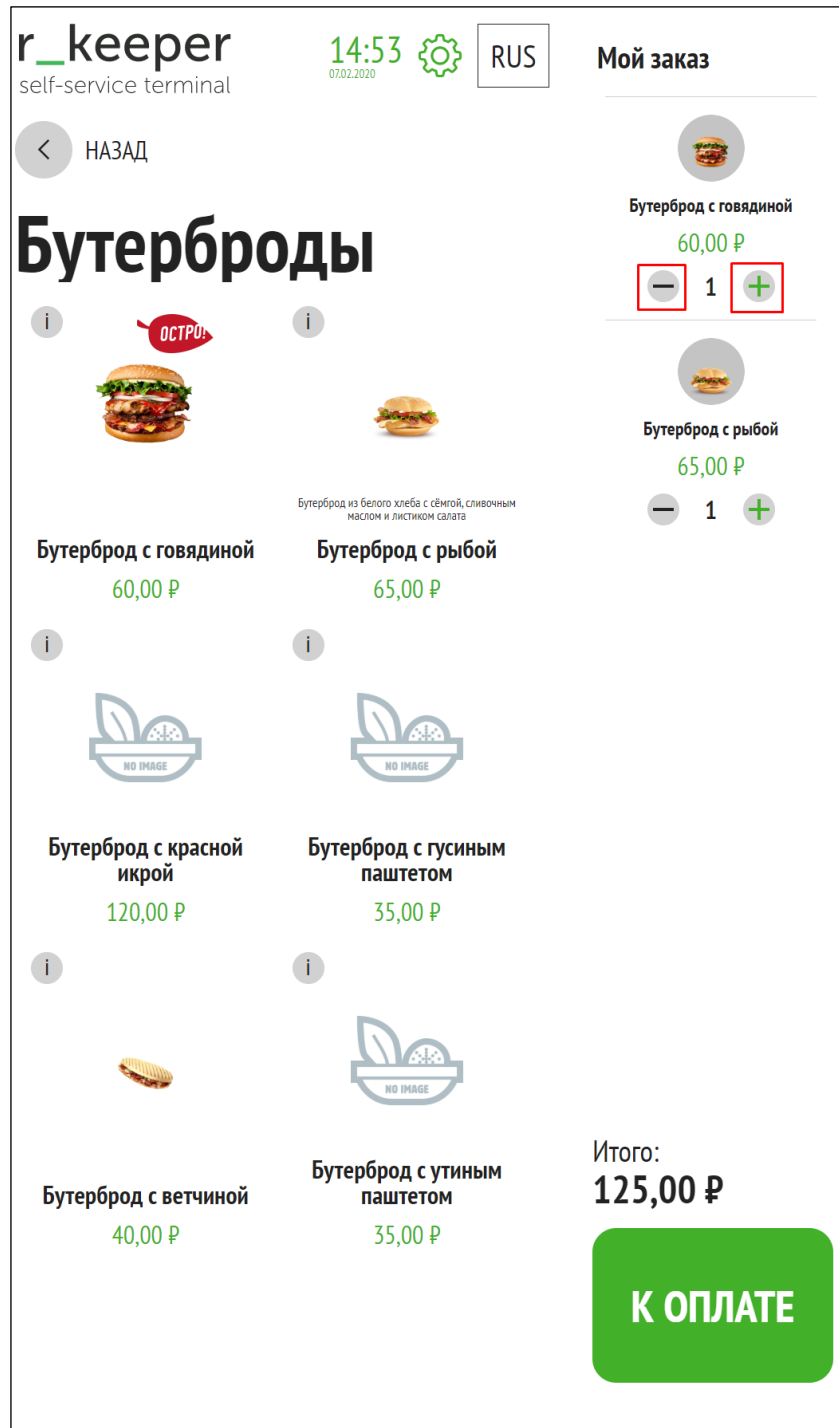 r_keeper
self-service terminal
14:53
07.02.2020
RUS
НАЗАД
Бутерброды
i
ОСТРО!
i
Бутерброд из белого хлеба с сёмгой, сливочным
маслом и листиком салата
Бутерброд с говядиной
60,00 ₽
Бутерброд с рыбой
65,00 ₽
i
NO IMAGE
i
NO IMAGE
Бутерброд с красной
икрой
120,00 ₽
Бутерброд с гусиным
паштетом
35,00 ₽
i
i
NO IMAGE
Бутерброд с ветчиной
40,00 ₽
Бутерброд с утиным
паштетом
35,00 ₽
Мой заказ
Бутерброд с говядиной
60,00 ₽
− 1 +
Бутерброд с рыбой
65,00 ₽
− 1 +
Итого:
125,00 ₽
К ОПЛАТЕ